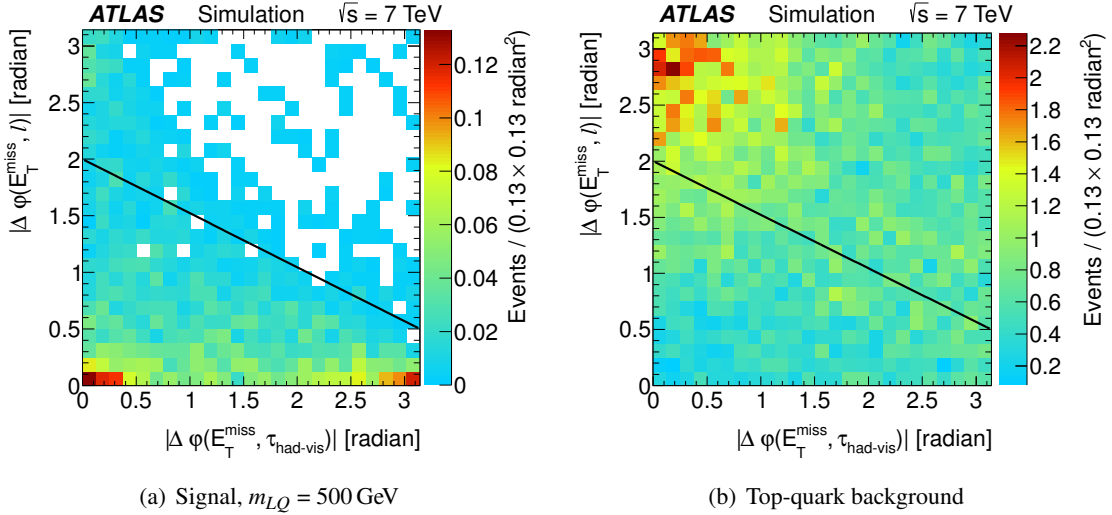 ATLAS Simulation √s = 7 TeV
|Δ φ(E_T^miss, l)| [radian]
3
2.5
2
1.5
1
0.5
0
0 0.5 1 1.5 2 2.5 3
|Δ φ(E_T^miss, τ_had-vis)| [radian]
0.12
0.10
0.08
0.06
0.04
0.02
0
Events / (0.13 × 0.13 radian²)
(a) Signal, m_LQ = 500 GeV
ATLAS Simulation √s = 7 TeV
|Δ φ(E_T^miss, l)| [radian]
3
2.5
2
1.5
1
0.5
0
0 0.5 1 1.5 2 2.5 3
|Δ φ(E_T^miss, τ_had-vis)| [radian]
2.2
2
1.8
1.6
1.4
1.2
1
0.8
0.6
0.4
0.2
Events / (0.13 × 0.13 radian²)
(b) Top-quark background